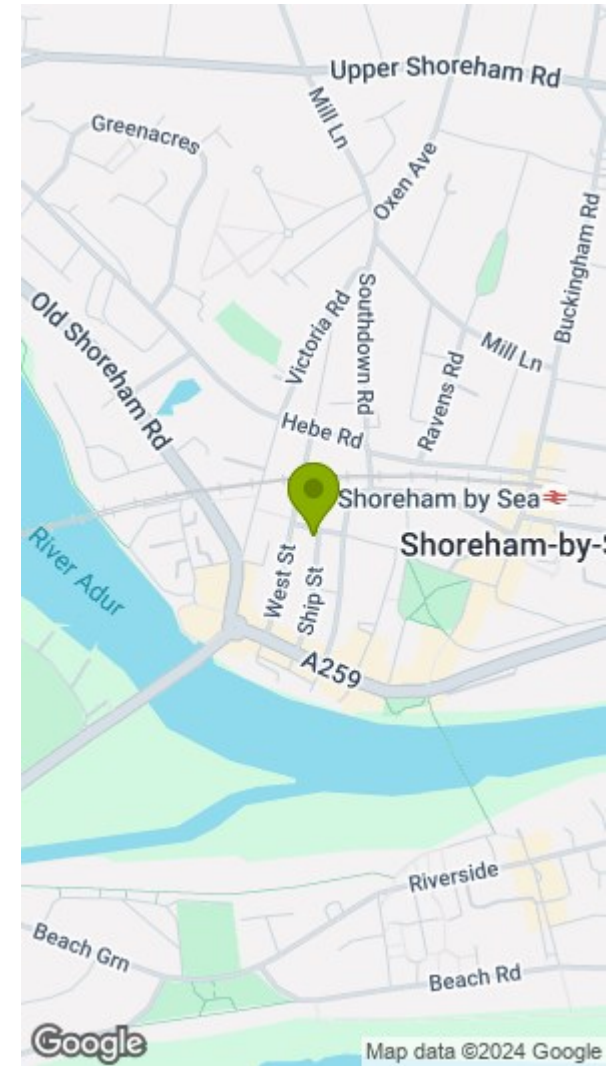 Upper Shoreham Rd
Mill Ln
Greenacres
Oxen Ave
Buckingham Rd
Old Shoreham Rd
Victoria Rd
Southdown Rd
Mill Ln
Ravens Rd
Hebe Rd
Shoreham by Sea
Shoreham-by-S
River Adur
West St
Ship St
A259
Riverside
Beach Grn
Beach Rd
Google
Map data ©2024 Google